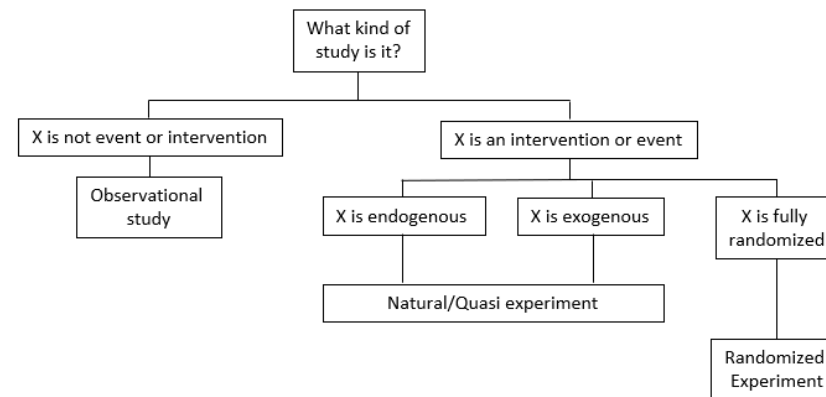 What kind of
study is it?
X is not event or intervention
X is an intervention or event
Observational
study
X is endogenous
X is exogenous
X is fully
randomized
Natural/Quasi experiment
Randomized
Experiment